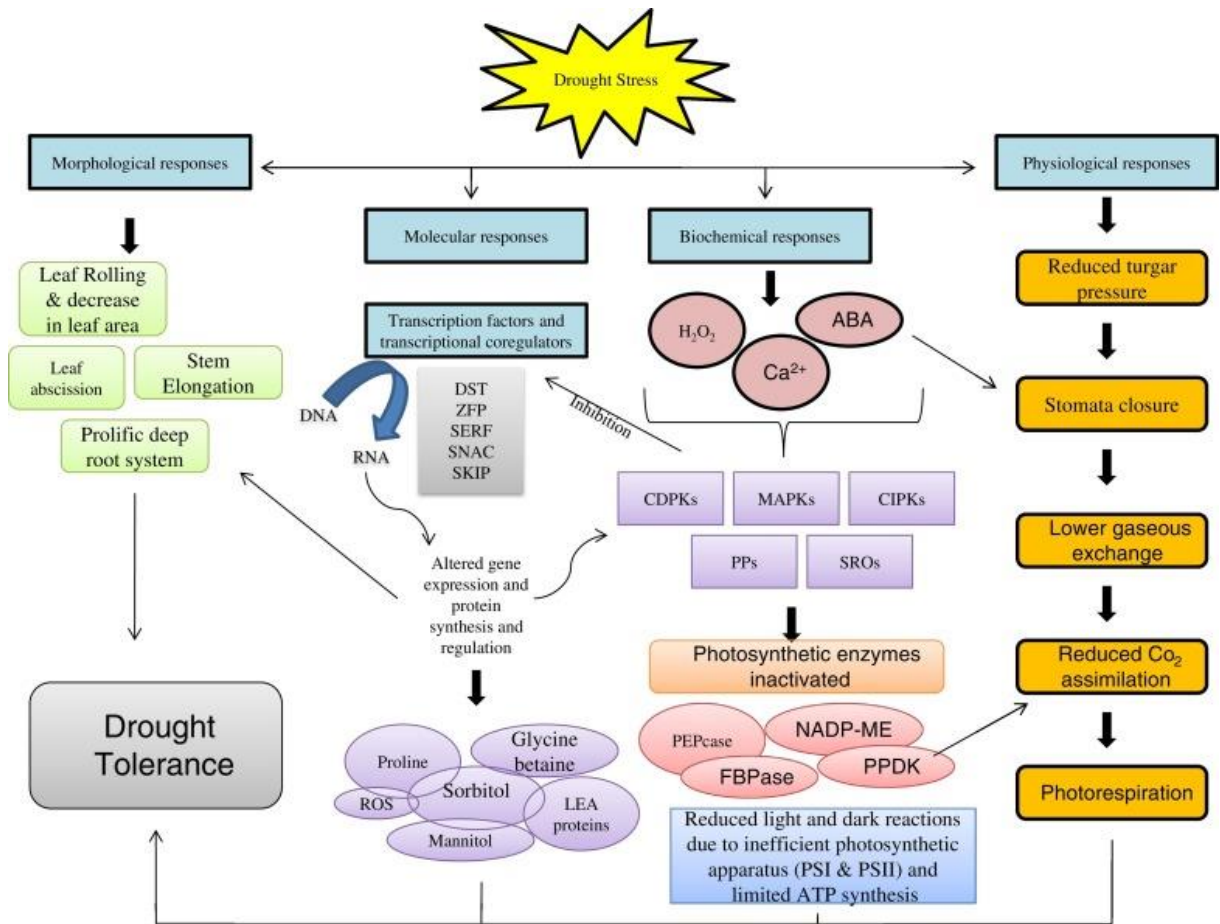 Drought Stress
Morphological responses
Physiological responses
Molecular responses
Biochemical responses
Leaf Rolling
& decrease
in leaf area
Leaf
abscission
Stem
Elongation
Prolific deep
root system
Drought
Tolerance
Transcription factors and
transcriptional coregulators
DNA
RNA
DST
ZFP
SERF
SNAC
SKIP
Inhibition
Altered gene
expression and
protein
synthesis and
regulation
Proline
Glycine
betaine
Sorbitol
ROS
LEA
proteins
Mannitol
H₂O₂
ABA
Ca²⁺
CDPKs
MAPKs
CIPKs
PPs
SROs
Photosynthetic enzymes
inactivated
PEPcase
NADP-ME
FBPase
PPDK
Reduced light and dark reactions
due to inefficient photosynthetic
apparatus (PSI & PSII) and
limited ATP synthesis
Reduced turgar
pressure
Stomata closure
Lower gaseous
exchange
Reduced Co₂
assimilation
Photorespiration